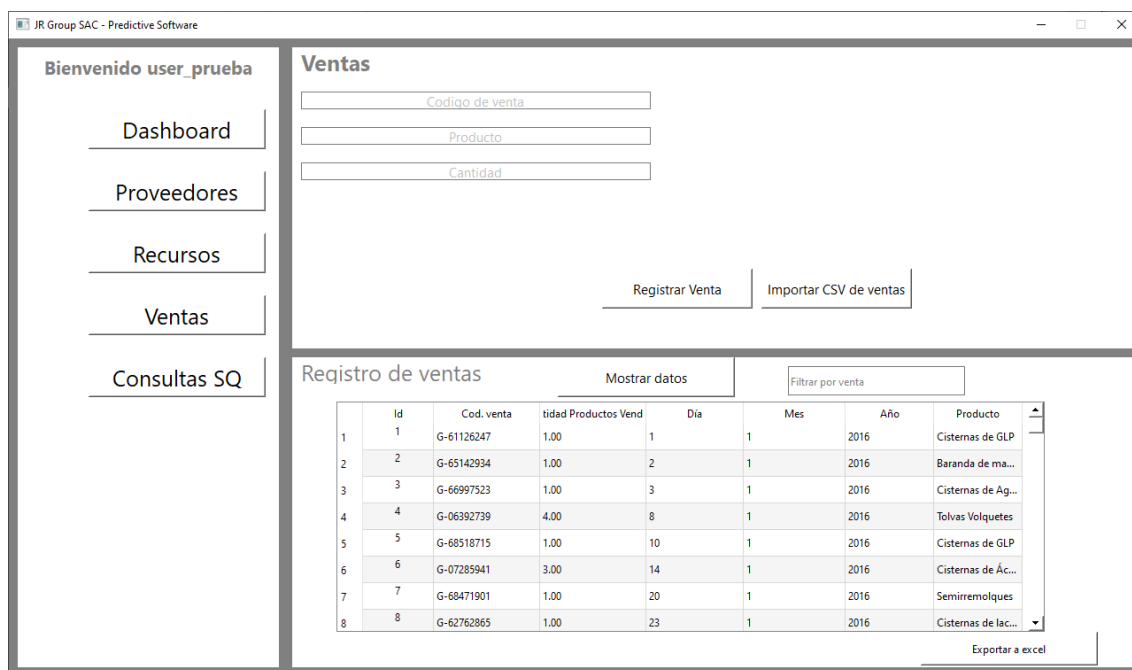 JR Group SAC - Predictive Software
Bienvenido user_prueba
Dashboard
Proveedores
Recursos
Ventas
Consultas SQ
Ventas
Codigo de venta
Producto
Cantidad
Registrar Venta
Importar CSV de ventas
Registro de ventas
Mostrar datos
Filtrar por venta
Id Cod. venta tidad Productos Vend Día Mes Año Producto
1 1 G-61126247 1.00 1 1 2016 Cisternas de GLP
2 2 G-65142934 1.00 2 1 2016 Baranda de ma...
3 3 G-66997523 1.00 3 1 2016 Cisternas de Ag...
4 4 G-06392739 4.00 8 1 2016 Tolvas Volquetes
5 5 G-68518715 1.00 10 1 2016 Cisternas de GLP
6 6 G-07285941 3.00 14 1 2016 Cisternas de Ác...
7 7 G-68471901 1.00 20 1 2016 Semirremolques
8 8 G-62762865 1.00 23 1 2016 Cisternas de lac...
Exportar a excel